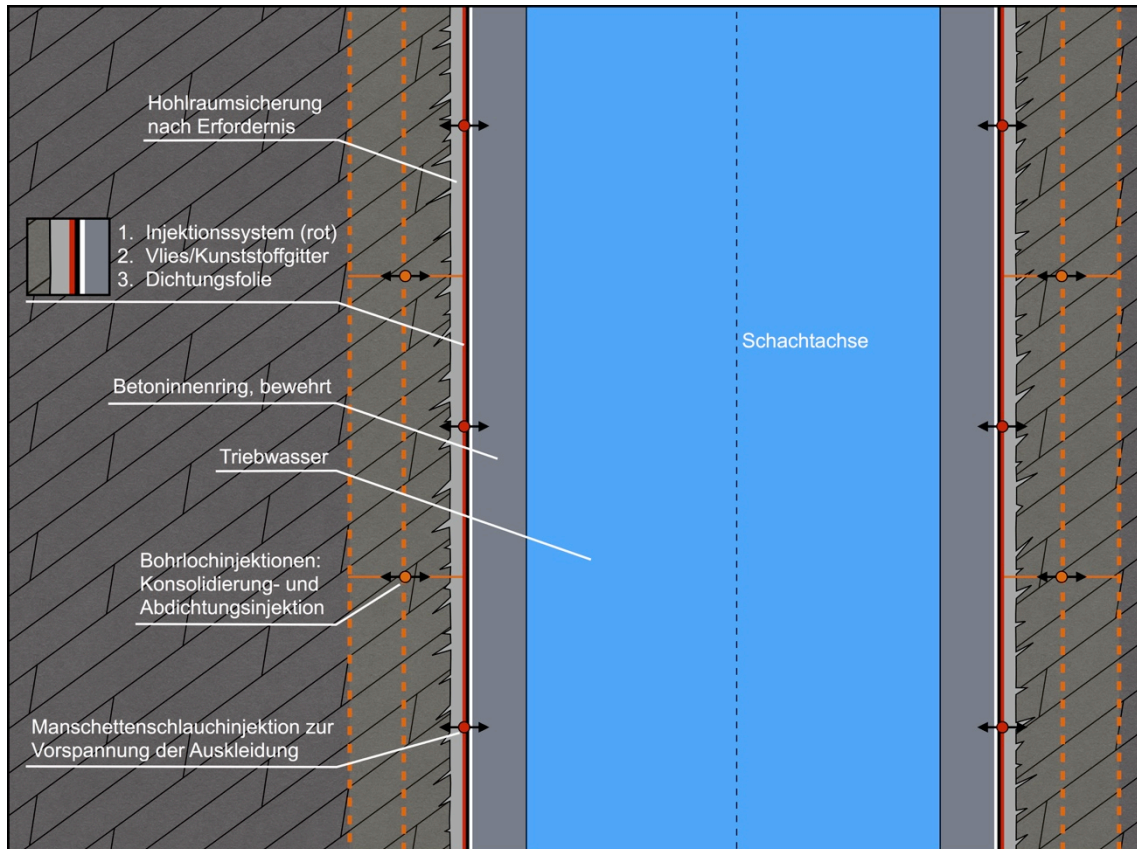 Hohlraumsicherung
nach Erfordernis
1. Injektionssystem (rot)
2. Vlies/Kunststoffgitter
3. Dichtungsfolie
Schachtachse
Betoninnenring, bewehrt
Triebwasser
Bohrlochinjektionen:
Konsolidierung- und
Abdichtungsinjektion
Manschettenschlauchinjektion zur
Vorspannung der Auskleidung